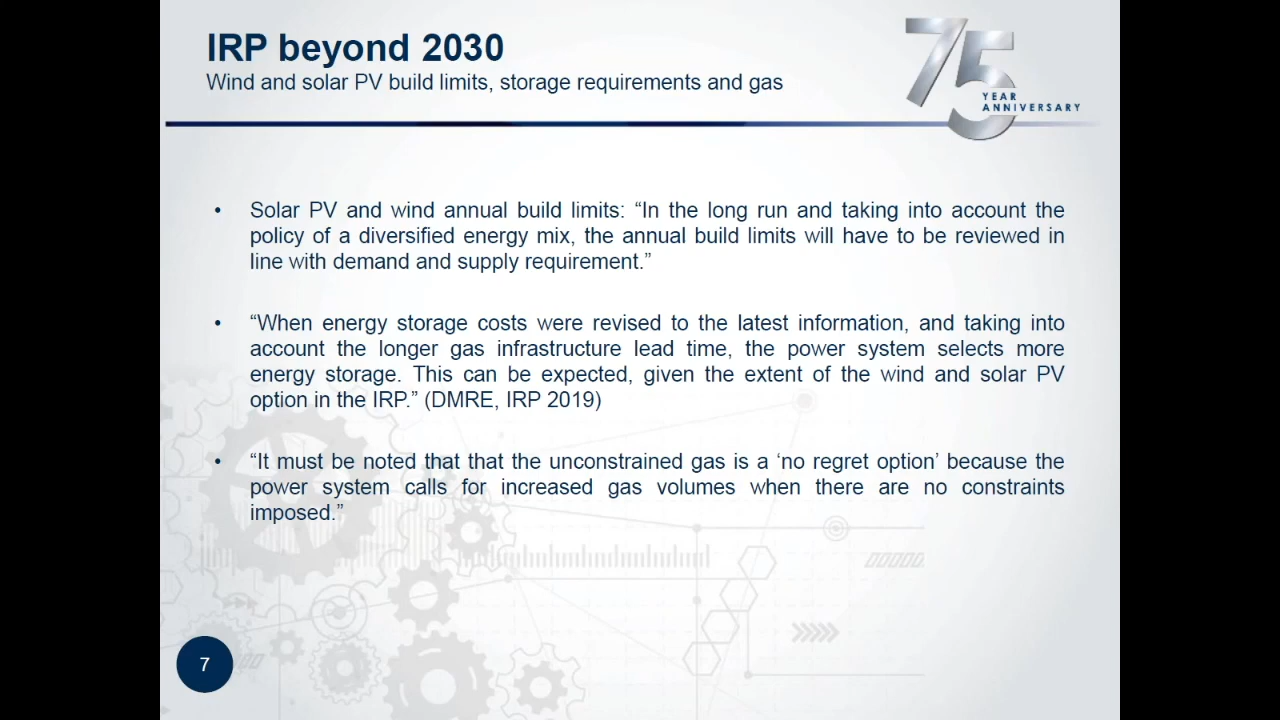 IRP beyond 2030
Wind and solar PV build limits, storage requirements and gas
75
YEAR
ANNIVERSARY
• Solar PV and wind annual build limits: “In the long run and taking into account the
policy of a diversified energy mix, the annual build limits will have to be reviewed in
line with demand and supply requirement.”
• “When energy storage costs were revised to the latest information, and taking into
account the longer gas infrastructure lead time, the power system selects more
energy storage. This can be expected, given the extent of the wind and solar PV
option in the IRP.” (DMRE, IRP 2019)
• “It must be noted that that the unconstrained gas is a ‘no regret option’ because the
power system calls for increased gas volumes when there are no constraints
imposed.”
7